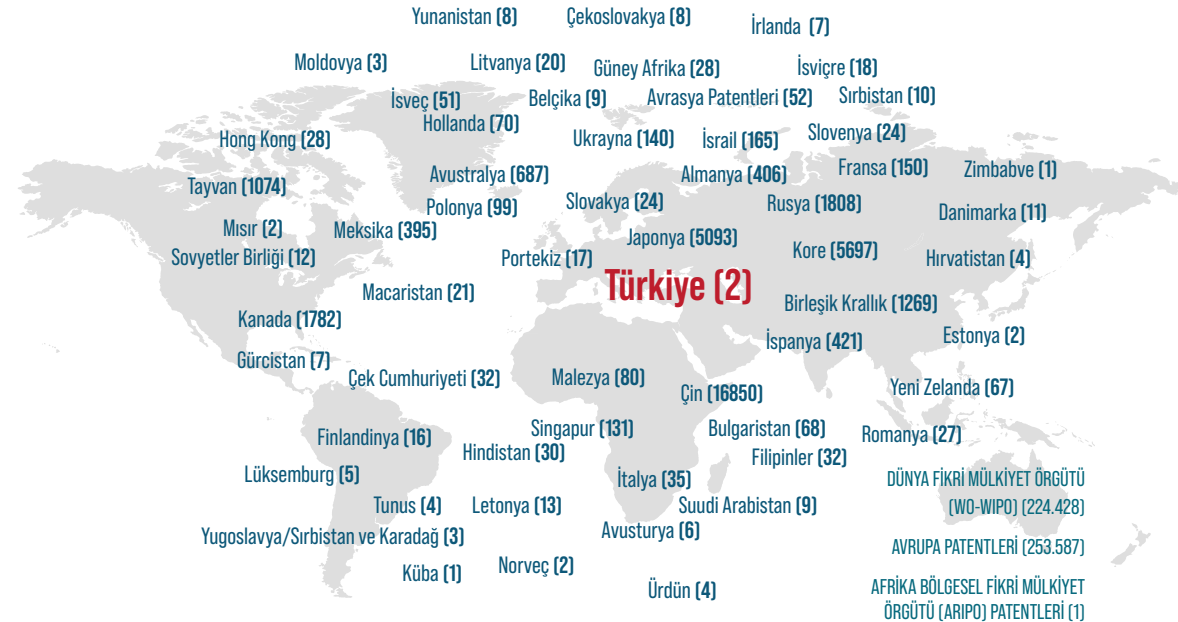 Yunanistan (8)
Çekoslovakya (8)
İrlanda (7)
Moldovya (3)
Litvanya (20)
Güney Afrika (28)
İsviçre (18)
İsveç (51)
Belçika (9)
Avrasya Patentleri (52)
Sırbistan (10)
Hollanda (70)
Hong Kong (28)
Ukrayna (140)
İsrail (165)
Slovenya (24)
Tayvan (1074)
Avustralya (687)
Almanya (406)
Fransa (150)
Zimbabve (1)
Polonya (99)
Slovakya (24)
Rusya (1808)
Danimarka (11)
Mısır (2)
Meksika (395)
Japonya (5093)
Sovyetler Birliği (12)
Portekiz (17)
Kore (5697)
Hırvatistan (4)
Türkiye (2)
Macaristan (21)
Birleşik Krallık (1269)
Kanada (1782)
İspanya (421)
Estonya (2)
Gürcistan (7)
Çek Cumhuriyeti (32)
Malezya (80)
Çin (16850)
Yeni Zelanda (67)
Finlandinya (16)
Singapur (131)
Bulgaristan (68)
Romanya (27)
Hindistan (30)
Filipinler (32)
Lüksemburg (5)
İtalya (35)
DÜNYA FİKRİ MÜLKİYET ÖRGÜTÜ
(WO-WIPO) (224.428)
Tunus (4)
Letonya (13)
Suudi Arabistan (9)
Yugoslavya/Sırbistan ve Karadağ (3)
Avusturya (6)
AVRUPA PATENTLERİ (253.587)
Küba (1)
Norveç (2)
Ürdün (4)
AFRİKA BÖLGESEL FİKRİ MÜLKİYET
ÖRGÜTÜ (ARIPO) PATENTLERİ (1)